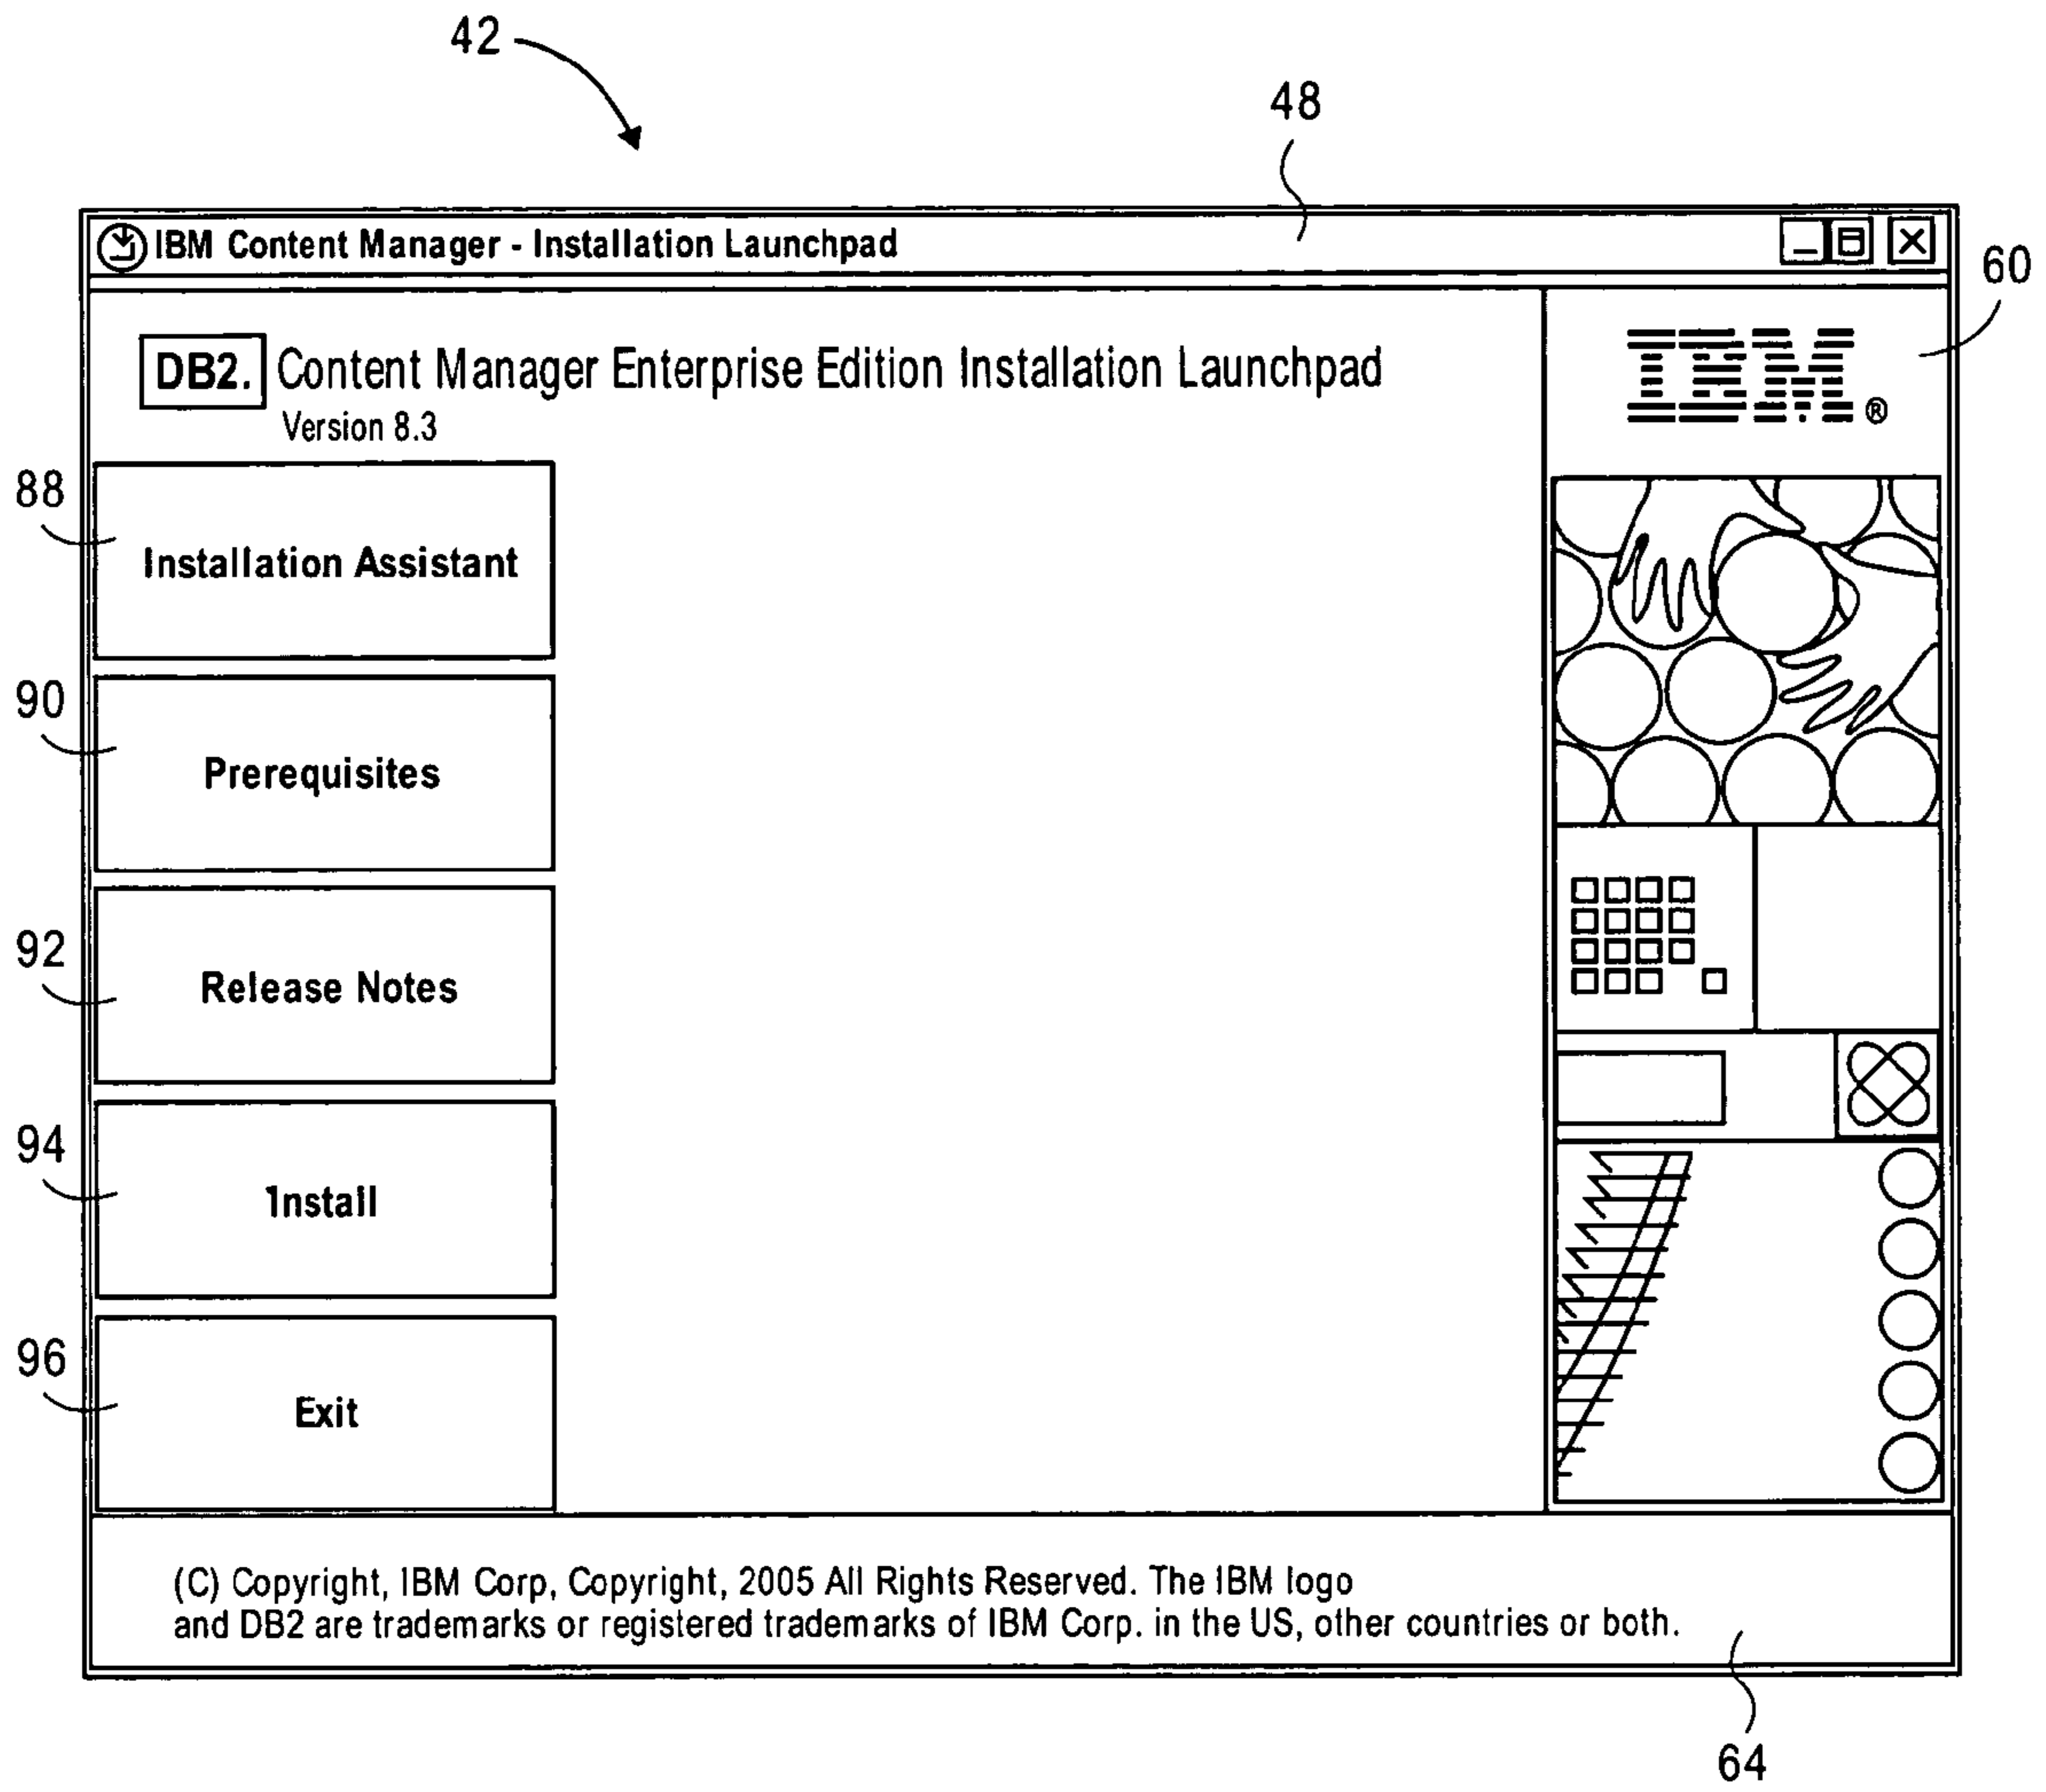 42
48
IBM Content Manager - Installation Launchpad
60
DB2. Content Manager Enterprise Edition Installation Launchpad
Version 8.3
IBM®
88
Installation Assistant
90
Prerequisites
92
Release Notes
94
Install
96
Exit
(C) Copyright, IBM Corp, Copyright, 2005 All Rights Reserved. The IBM logo
and DB2 are trademarks or registered trademarks of IBM Corp. in the US, other countries or both.
64